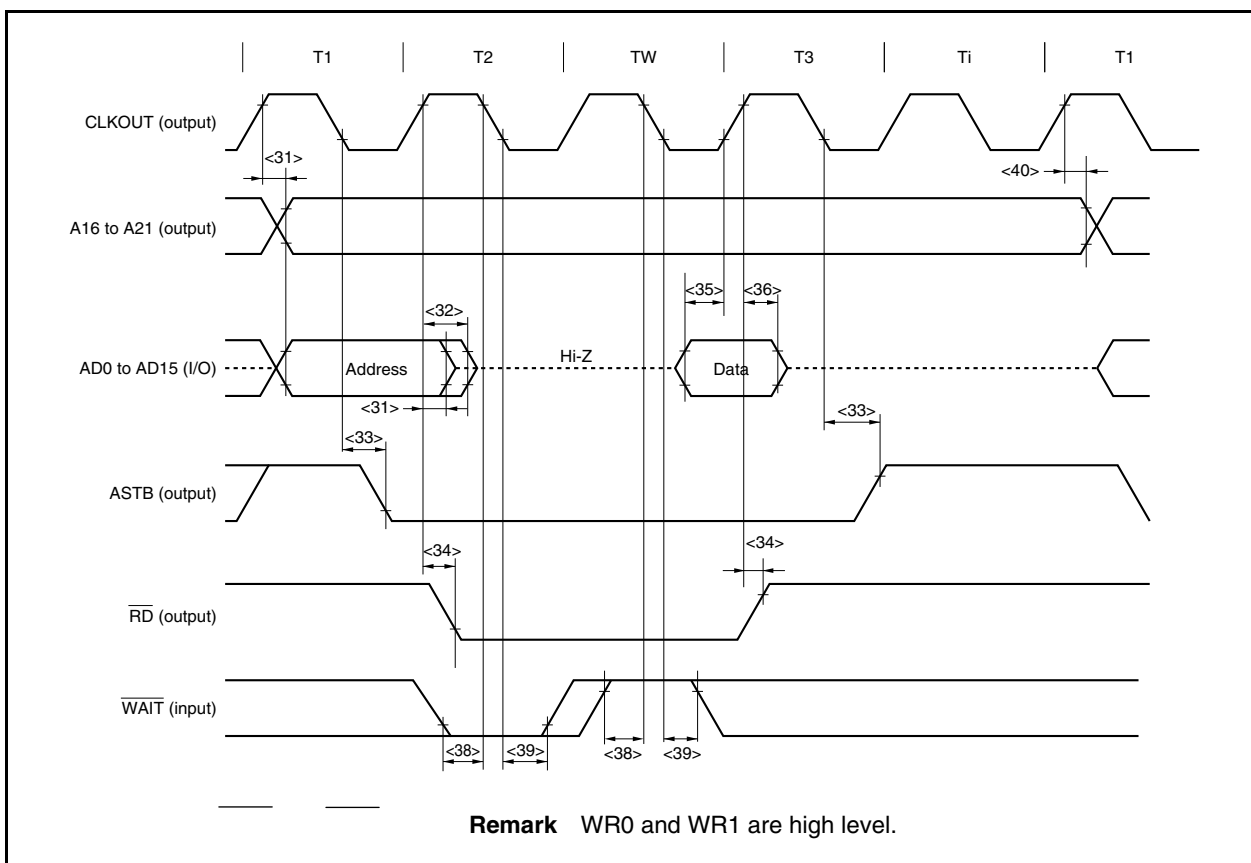 T1 T2 TW T3 Ti T1
CLKOUT (output)
<31>
<40>
A16 to A21 (output)
<35> <36>
<32>
AD0 to AD15 (I/O)
Address
Hi-Z
Data
<31>
<33>
<33>
ASTB (output)
<34>
<34>
RD (output)
WAIT (input)
<38> <39> <38> <39>
Remark WR0 and WR1 are high level.